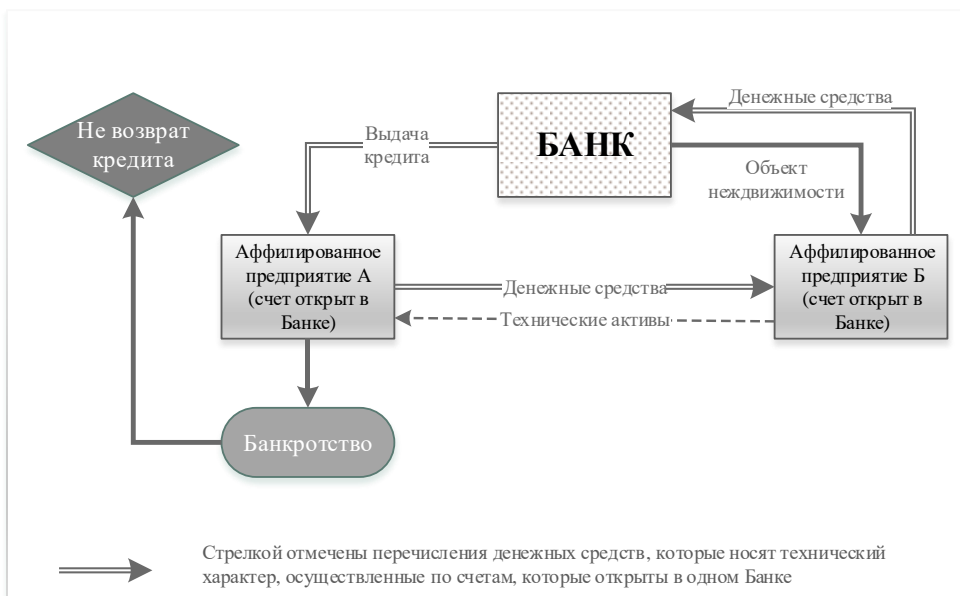 Денежные средства
Не возврат
кредита
Выдача
кредита
БАНК
Объект
неждвижимости
Аффилированное
предприятие А
(счет открыт в
Банке)
Аффилированное
предприятие Б
(счет открыт в
Банке)
Денежные средства
Технические активы
Банкротство
Стрелкой отмечены перечисления денежных средств, которые носят технический
характер, осуществленные по счетам, которые открыты в одном Банке